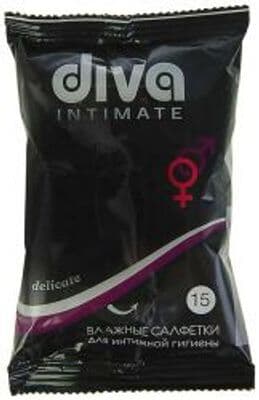 diva
INTIMATE
delicate
15
ВЛАЖНЫЕ САЛФЕТКИ
для интимной гигиены